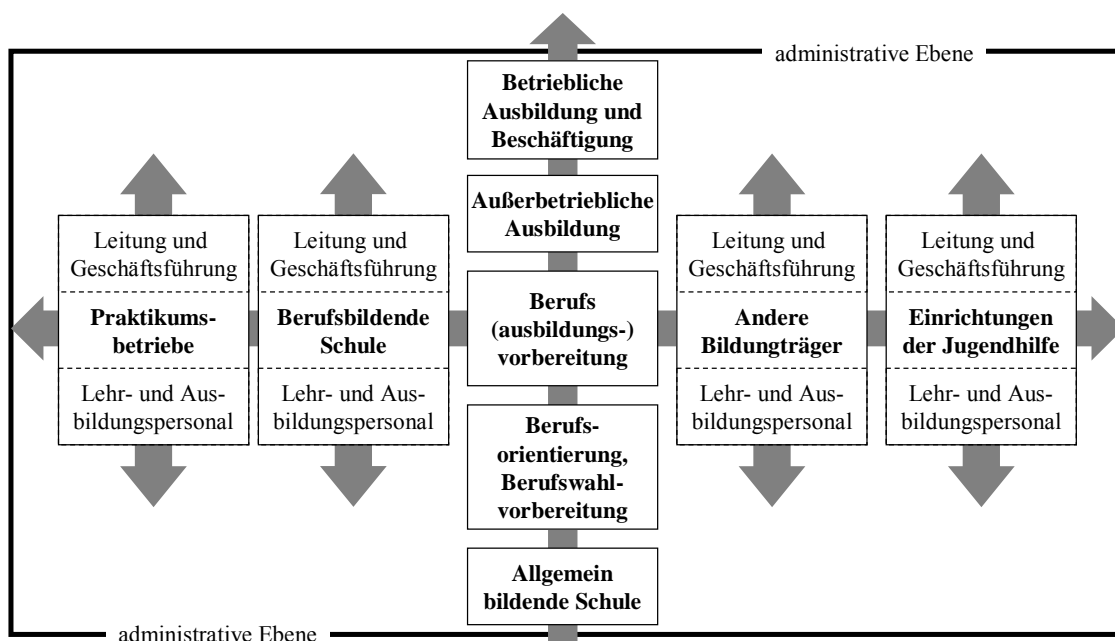 administrative Ebene
Betriebliche
Ausbildung und
Beschäftigung
Außerbetriebliche
Ausbildung
Leitung und
Geschäftsführung
Praktikums-
betriebe
Lehr- und Aus-
bildungspersonal
Leitung und
Geschäftsführung
Berufsbildende
Schule
Lehr- und Aus-
bildungspersonal
Berufs
(ausbildungs-)
vorbereitung
Leitung und
Geschäftsführung
Andere
Bildungträger
Lehr- und Aus-
bildungspersonal
Leitung und
Geschäftsführung
Einrichtungen
der Jugendhilfe
Lehr- und Aus-
bildungspersonal
Berufs-
orientierung,
Berufswahl-
vorbereitung
Allgemein
bildende Schule
administrative Ebene